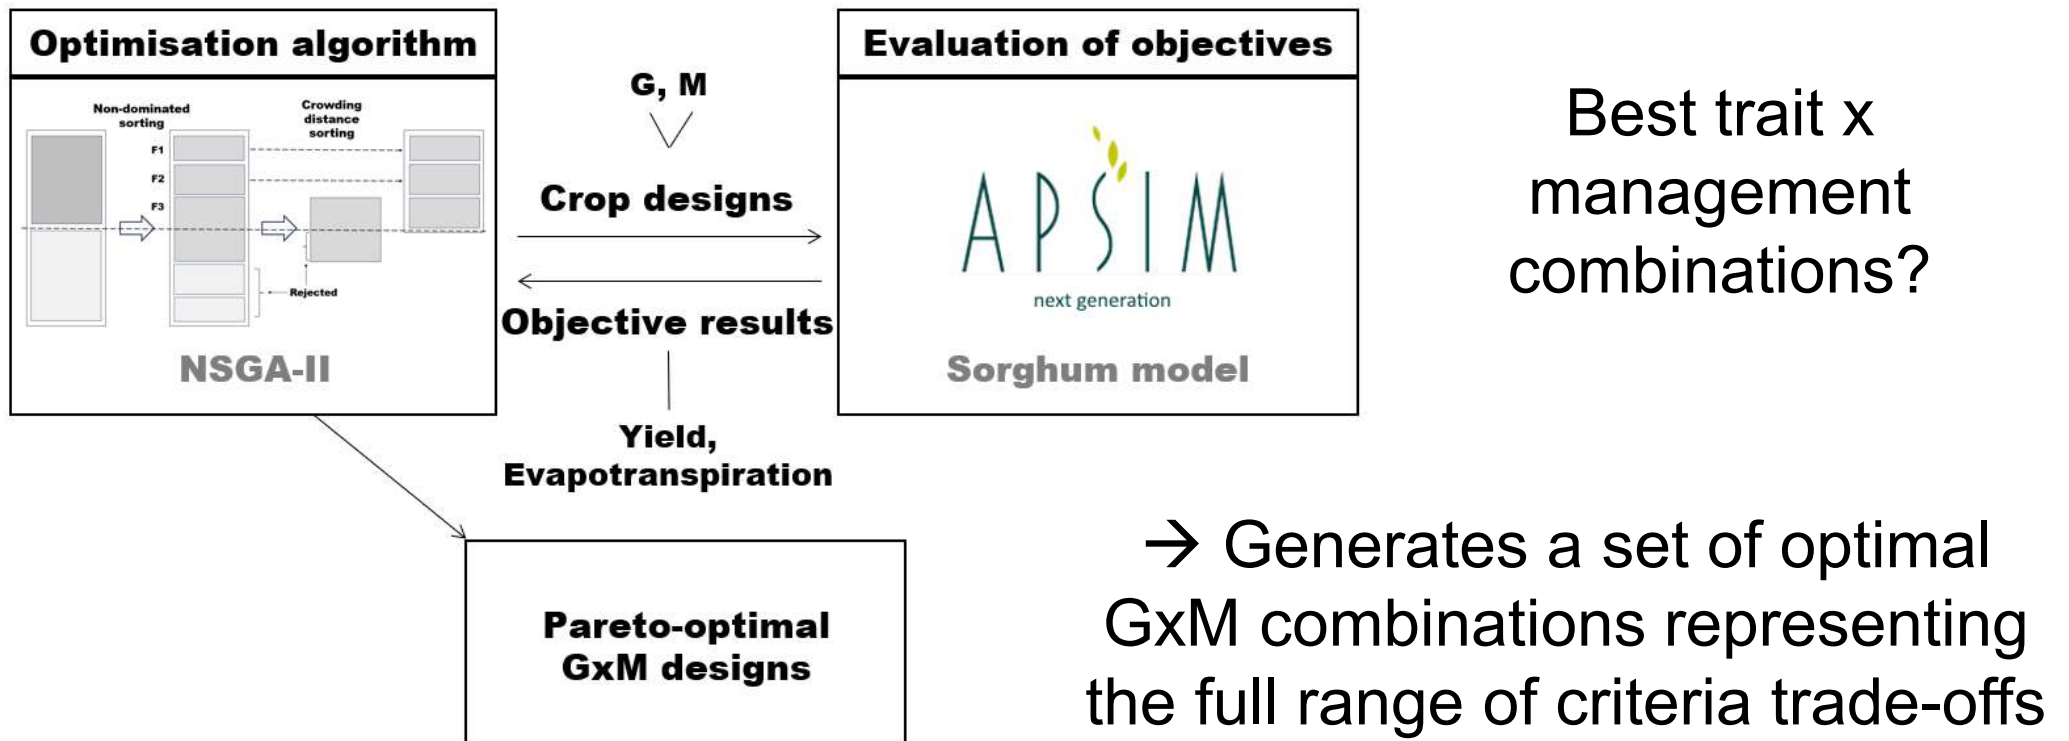 Optimisation algorithm
Non-dominated
sorting
Crowding
distance
sorting
F1
F2
F3
Rejected
NSGA-II
G, M
Crop designs
Objective results
Yield,
Evapotranspiration
Evaluation of objectives
APSIM
next generation
Sorghum model
Pareto-optimal
GxM designs
Best trait x
management
combinations?
→ Generates a set of optimal
GxM combinations representing
the full range of criteria trade-offs